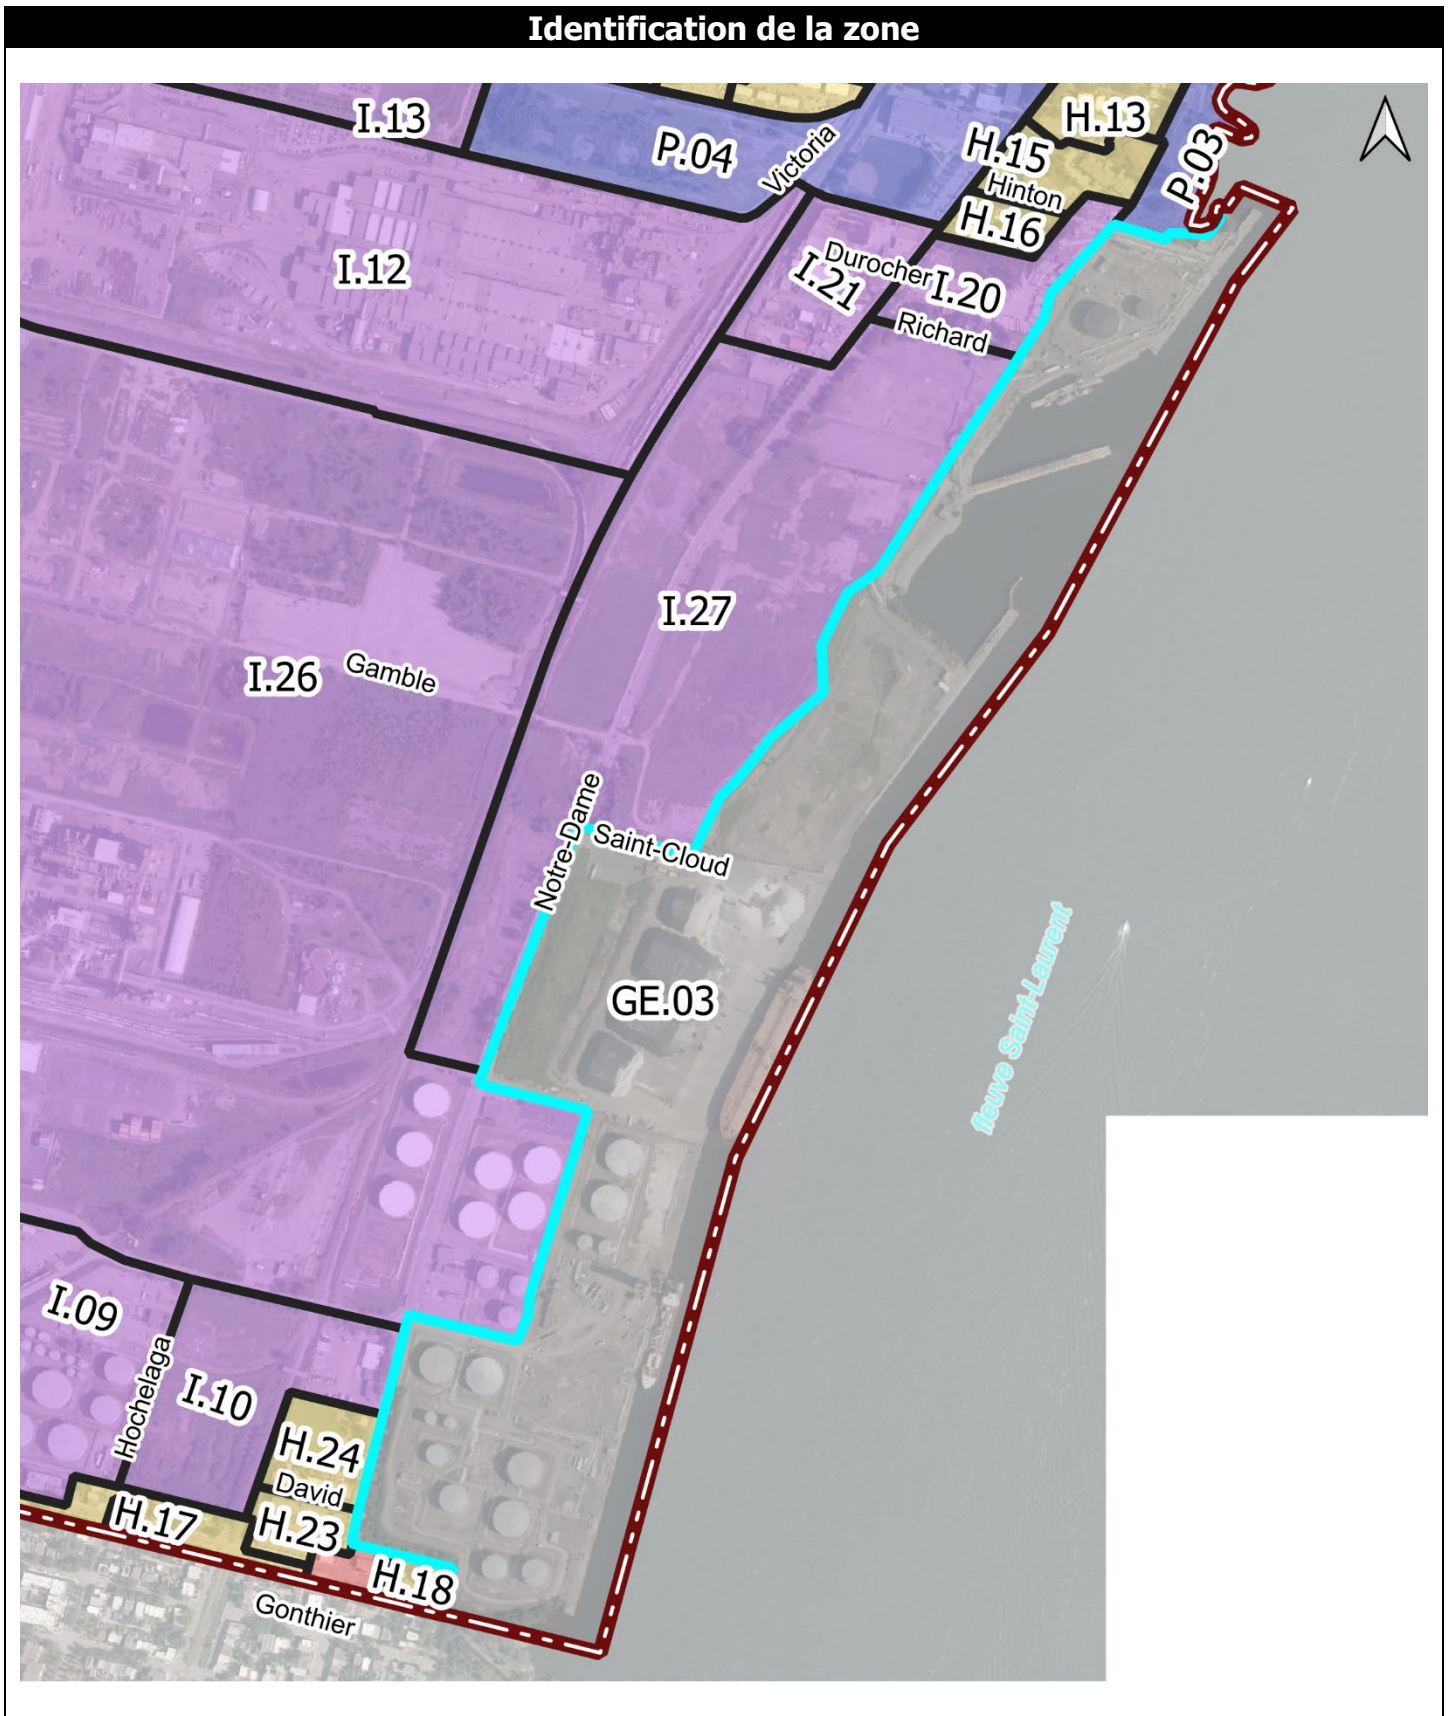 Identification de la zone
I.13
P.04
Victoria
H.15
H.13
P.03
Hinton
H.16
I.12
Durocher
I.21
I.20
Richard
I.27
I.26
Gamble
Notre-Dame
Saint-Cloud
GE.03
fleuve Saint-Laurent
I.09
Hochelaga
I.10
H.24
David
H.17
H.23
H.18
Gonthier